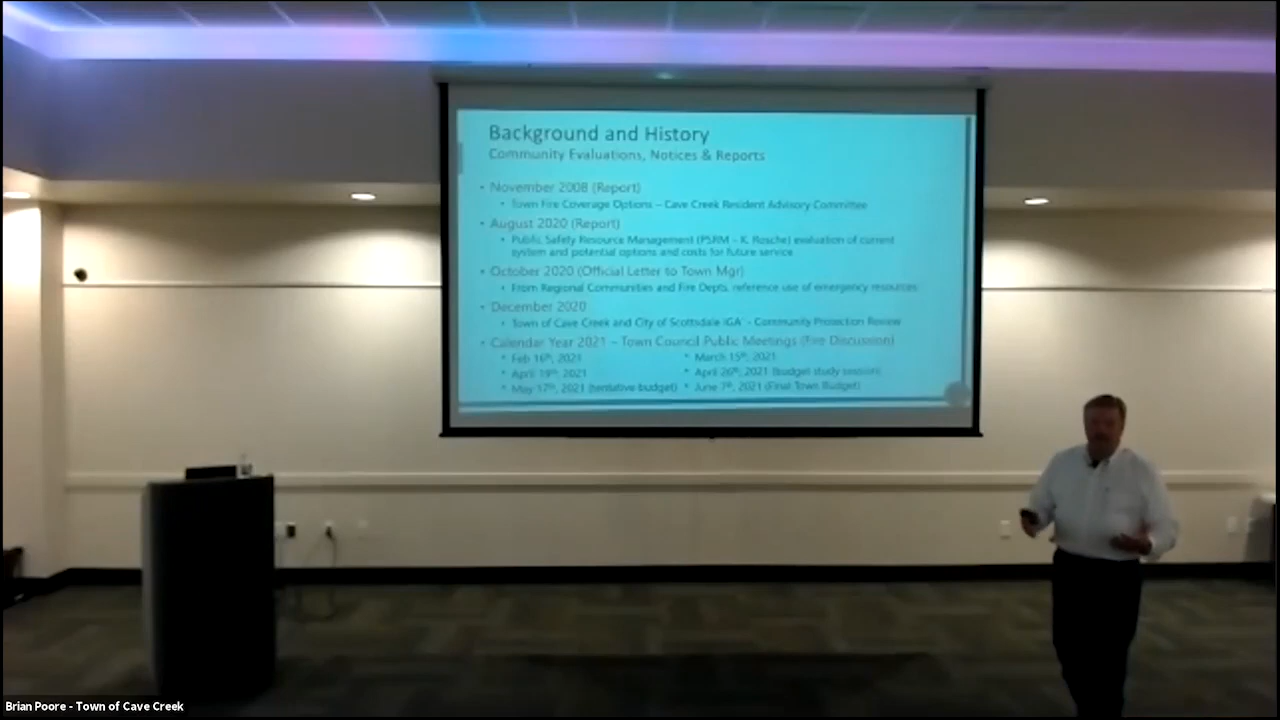 Background and History
Community Evaluations, Notices & Reports
• November 2008 (Report)
• Town Fire Coverage Options – Cave Creek Resident Advisory Committee
• August 2020 (Report)
• Public Safety Resource Management (PSRM – K. Rosche) evaluation of current
system and potential options and costs for future service
• October 2020 (Official Letter to Town Mgr)
• From Regional Communities and Fire Depts, reference use of emergency resources
• December 2020
• Town of Cave Creek and City of Scottsdale IGA – Community Protection Review
• Calendar Year 2021 – Town Council Public Meetings (Fire Discussion)
• Feb 16th, 2021 • March 15th, 2021
• April 19th, 2021 • April 26th, 2021 (budget study session)
• May 17th, 2021 (tentative budget) • June 7th, 2021 (Final Town Budget)
Brian Poore - Town of Cave Creek